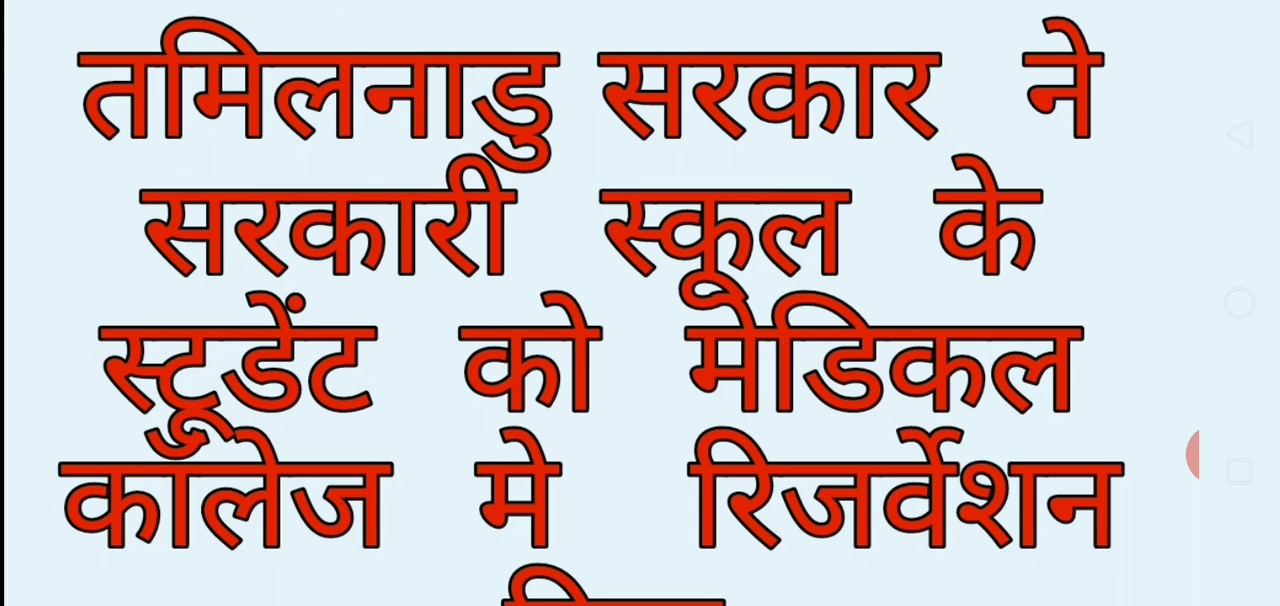 तमिलनाडु सरकार ने
सरकारी स्कूल के
स्टूडेंट को मेडिकल
कालेज मे रिजर्वेशन